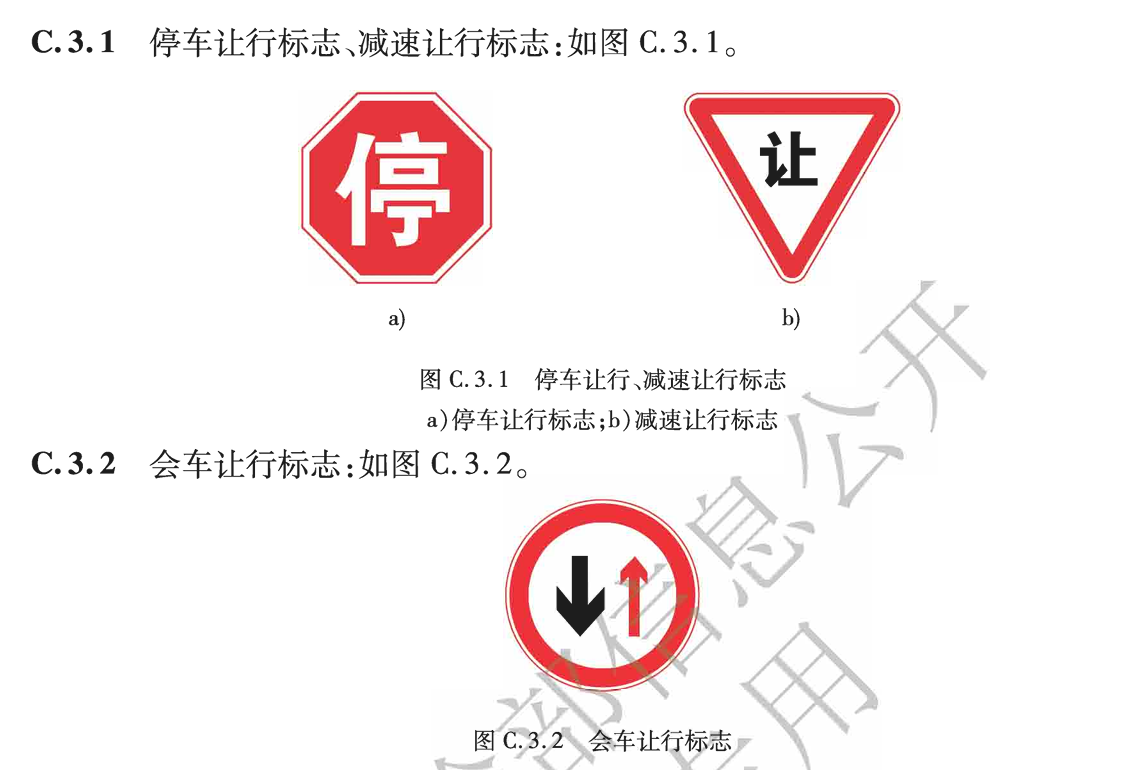 C.3.1 停车让行标志、减速让行标志:如图 C.3.1。
停
让
a)
b)
图 C.3.1 停车让行、减速让行标志
a)停车让行标志;b)减速让行标志
C.3.2 会车让行标志:如图 C.3.2。
图 C.3.2 会车让行标志
部信息公开
用